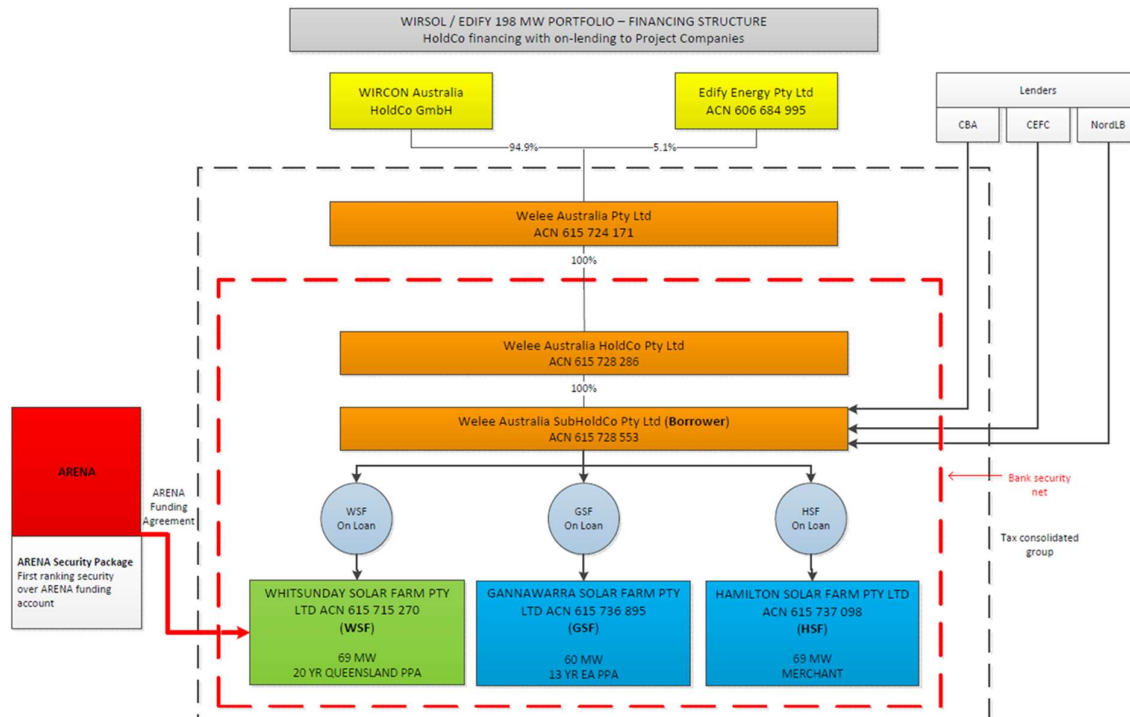 WIRSOL / EDIFY 198 MW PORTFOLIO – FINANCING STRUCTURE
HoldCo financing with on-lending to Project Companies
WIRCON Australia
HoldCo GmbH
Edify Energy Pty Ltd
ACN 606 684 995
Lenders
CBA
CEFC
NordLB
94.9%
5.1%
Welee Australia Pty Ltd
ACN 615 724 171
100%
Welee Australia HoldCo Pty Ltd
ACN 615 728 286
100%
Welee Australia SubHoldCo Pty Ltd (Borrower)
ACN 615 728 553
ARENA
ARENA
Funding
Agreement
WSF
On Loan
GSF
On Loan
HSF
On Loan
Bank security
net
Tax consolidated
group
ARENA Security Package
First ranking security
over ARENA funding
account
WHITSUNDAY SOLAR FARM PTY
LTD ACN 615 715 270
(WSF)
69 MW
20 YR QUEENSLAND PPA
GANNAWARRA SOLAR FARM PTY
LTD ACN 615 736 895
(GSF)
60 MW
13 YR EA PPA
HAMILTON SOLAR FARM PTY LTD
ACN 615 737 098
(HSF)
69 MW
MERCHANT